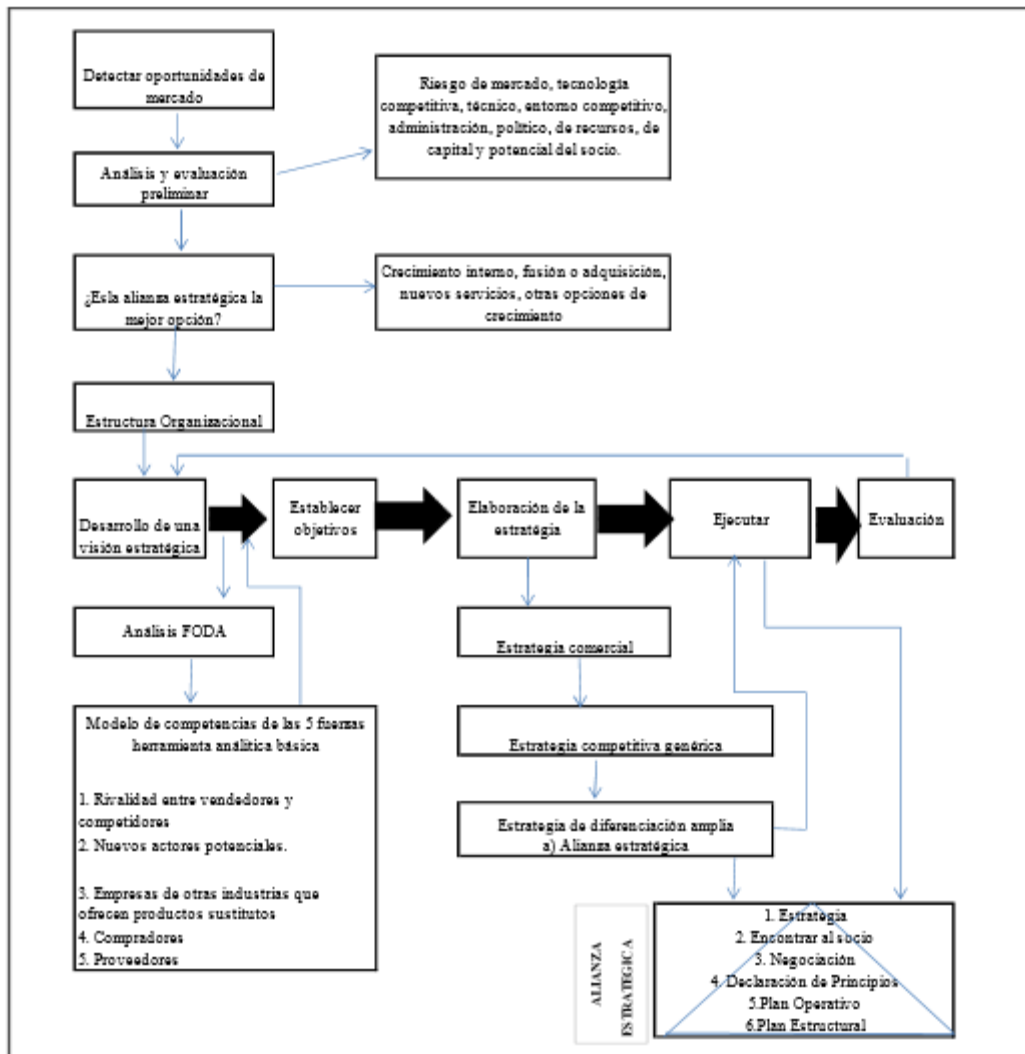 Detectar oportunidades de
mercado
Riesgo de mercado, tecnología
competitiva, técnico, entorno competitivo,
administración, político, de recursos, de
capital y potencial del socio.
Análisis y evaluación
preliminar
¿Esla alianza estratégica la
mejor opción?
Crecimiento interno, fusión o adquisición,
nuevos servicios, otras opciones de
crecimiento
Estructura Organizacional
Desarrollo de una
visión estratégica
Establecer
objetivos
Elaboración de la
estratégia
Ejecutar
Evaluación
Análisis FODA
Estrategia comercial
Modelo de competencias de las 5 fuerzas
herramienta análitica básica
1. Rivalidad entre vendedores y
competidores
2. Nuevos actores potenciales.
3. Empresas de otras industrias que
ofrecen productos sustitutos
4. Compradores
5. Proveedores
Estrategia competitiva genérica
Estrategia de diferenciación amplia
a) Alianza estratégica
ALIANZA
ESTRATEGICA
1. Estrategia
2. Encontrar al socio
3. Negociación
4. Declaración de Principios
5.Plan Operativo
6.Plan Estructural